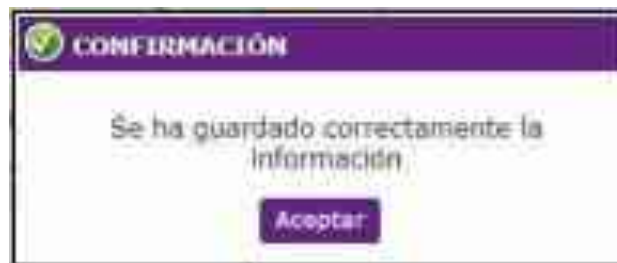 CONFIRMACIÓN
Se ha guardado correctamente la
información
Aceptar